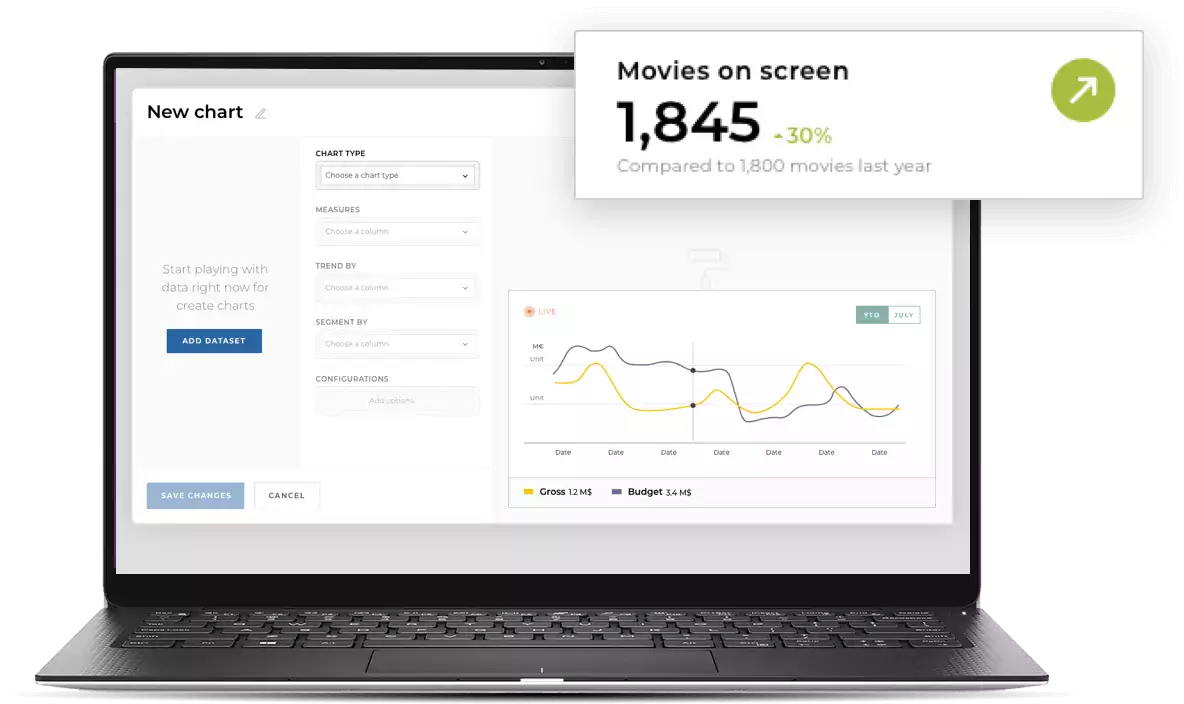 Movies on screen
1,845 30%
Compared to 1,800 movies last year
New chart
Start playing with
data right now for
create charts
ADD DATASET
CHART TYPE
Choose a chart type
MEASURES
Choose a column
TREND BY
Choose a column
SEGMENT BY
Choose a column
CONFIGURATIONS
Add options
SAVE CHANGES
CANCEL
LIVE
YTD JULY
M€
Unit
Unit
Date Date Date Date Date Date Date
Gross 1.2 M$ Budget 3.4 M$